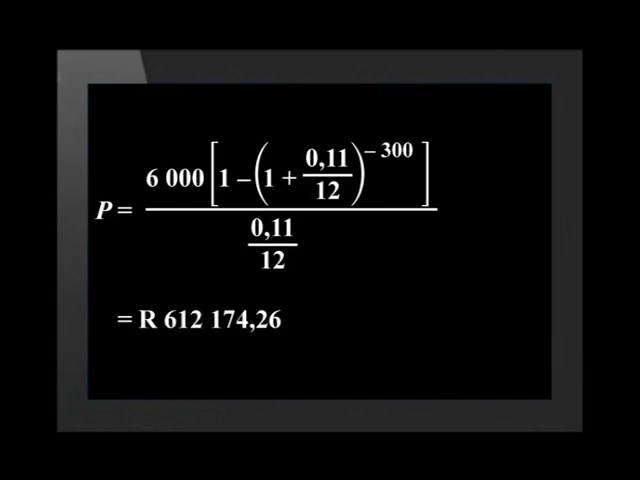 P = 6 000 [1 – (1 + 0,11/12)^– 300] / (0,11/12)
= R 612 174,26